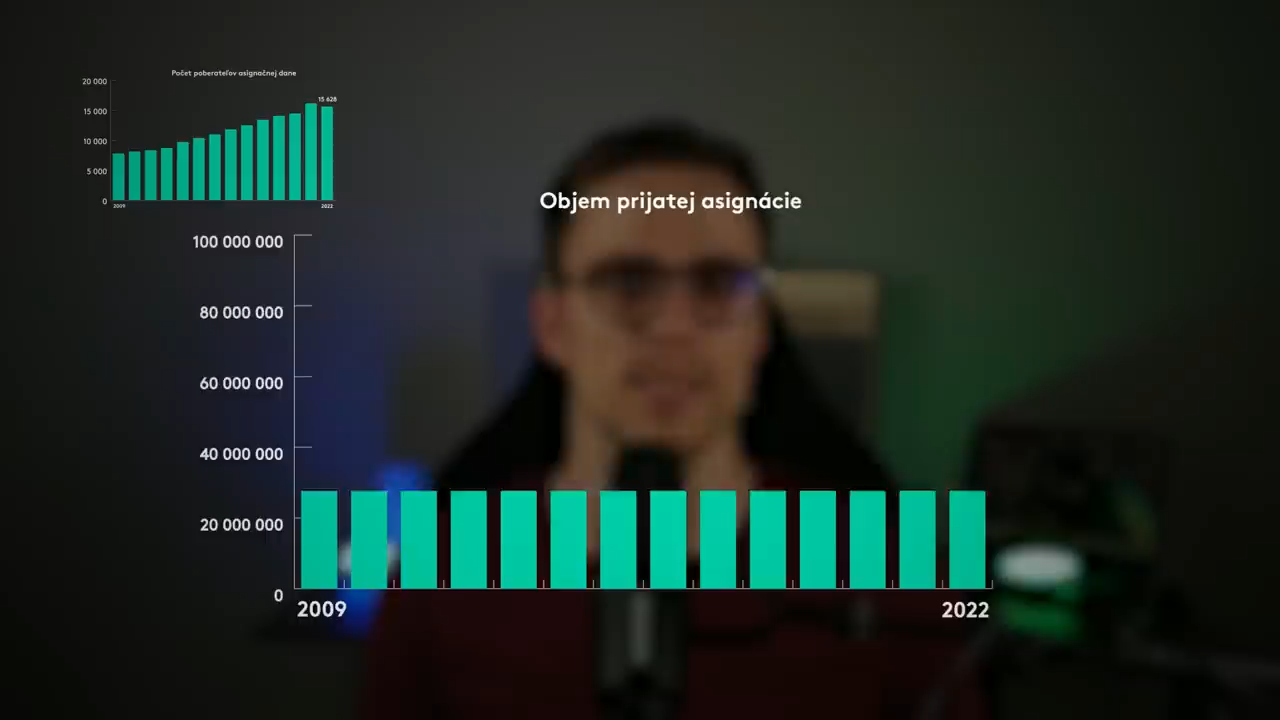 Počet poberateľov asignačnej dane
20 000
15 628
15 000
10 000
5 000
0
2009
2022
Objem prijatej asignácie
100 000 000
80 000 000
60 000 000
40 000 000
20 000 000
0
2009
2022